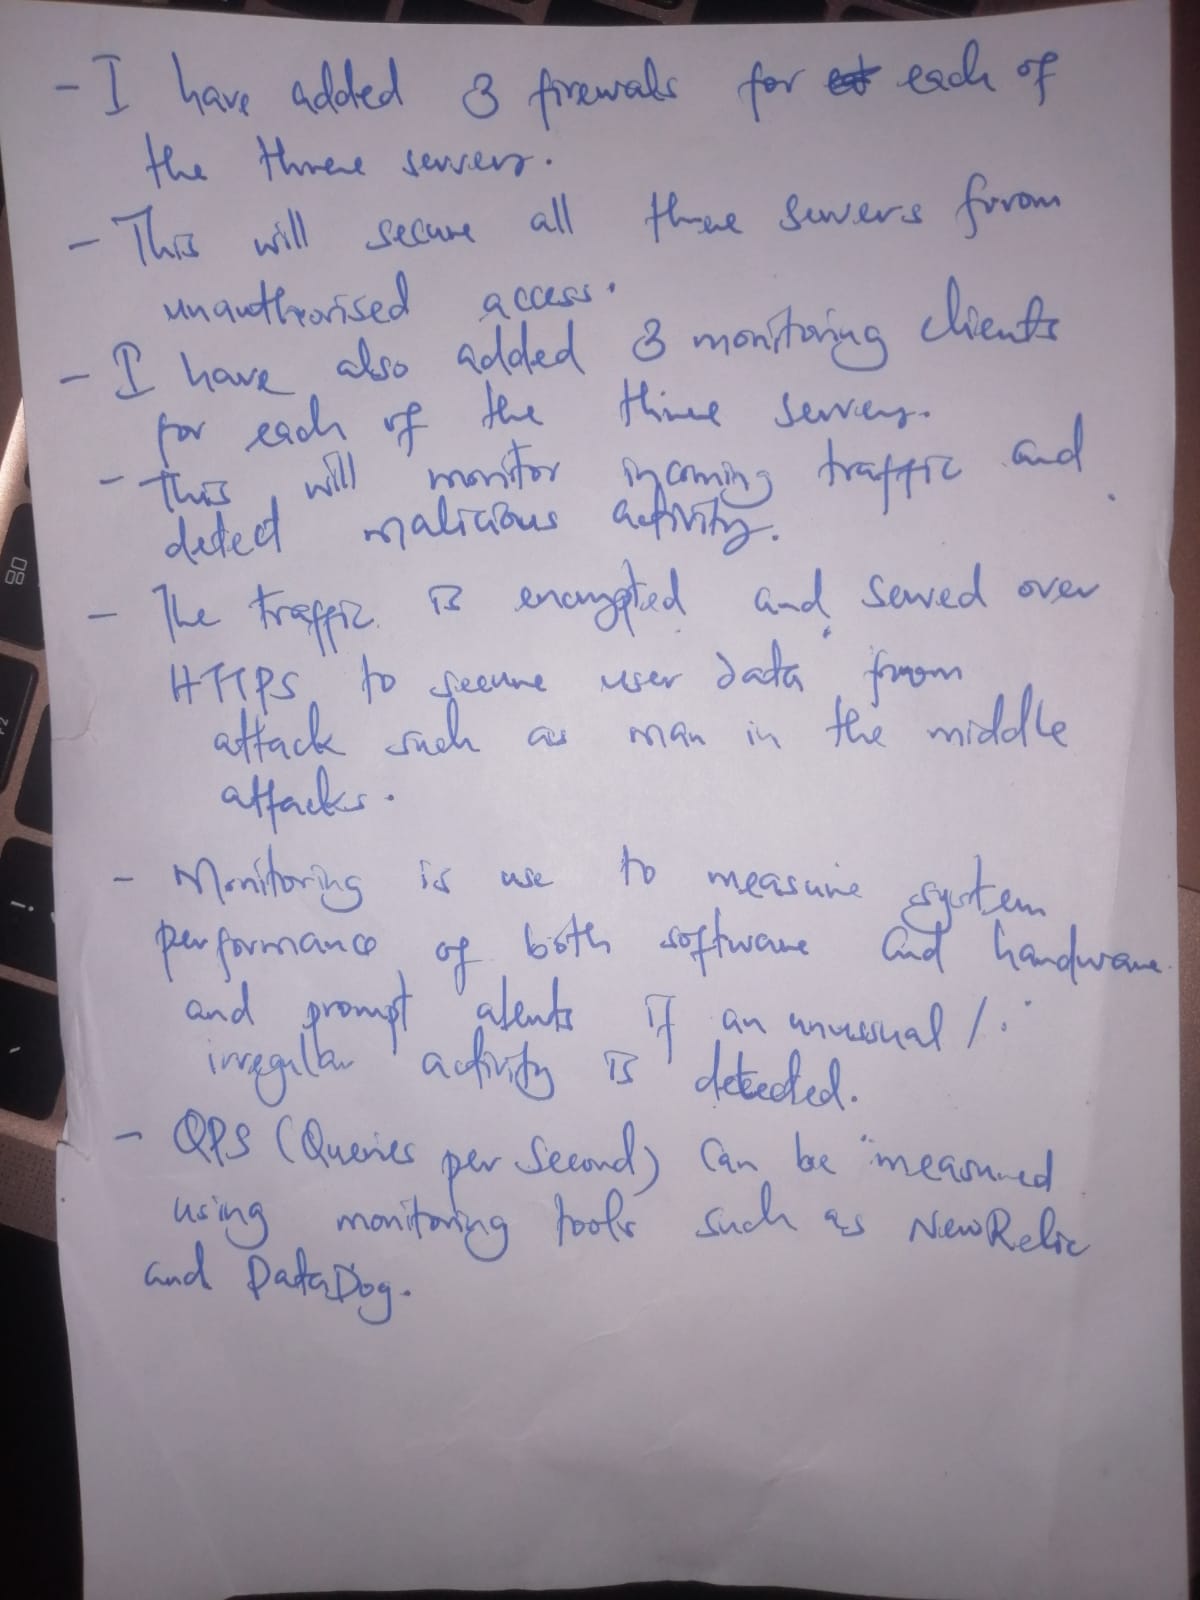 - I have added 3 firewals for each of
the three servers.
- This will secure all three servers from
unauthorised access.
- I have also added 3 monitoring clients
for each of the three servers.
- This will monitor incoming traffic and
detect malicious activity.
- The traffic is encrypted and served over
HTTPS to secure user data from
attack such as man in the middle
attacks.
- Monitoring is use to measure system
performance of both software and hardware
and prompt alents if an unussual /
irregular activity is detected.
- QPS (Queries per Second) can be measured
using monitoring tools such as NewRelic
and DataDog.